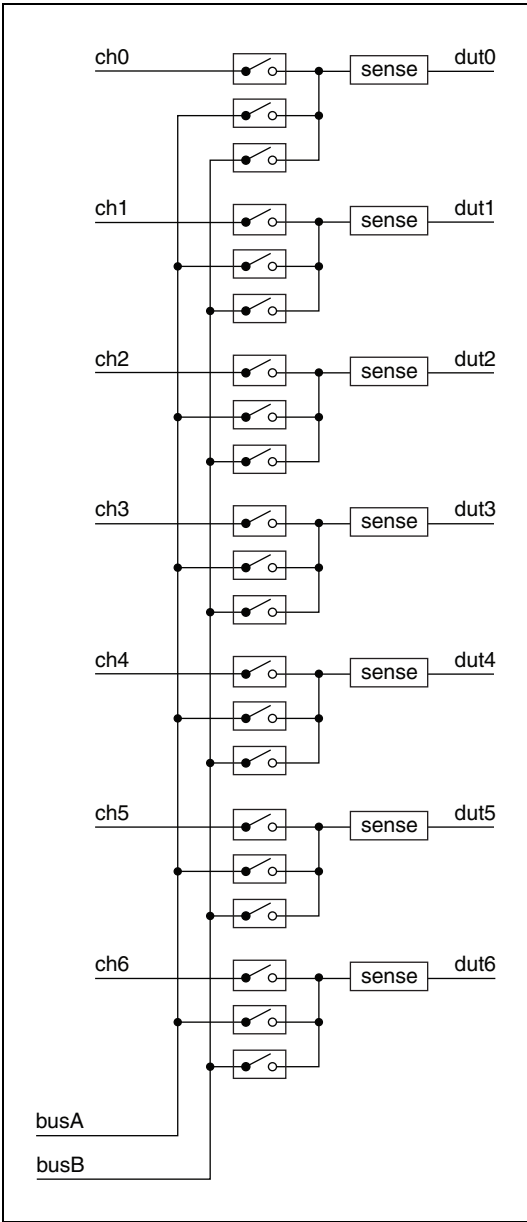 ch0 sense dut0
ch1 sense dut1
ch2 sense dut2
ch3 sense dut3
ch4 sense dut4
ch5 sense dut5
ch6 sense dut6
busA
busB